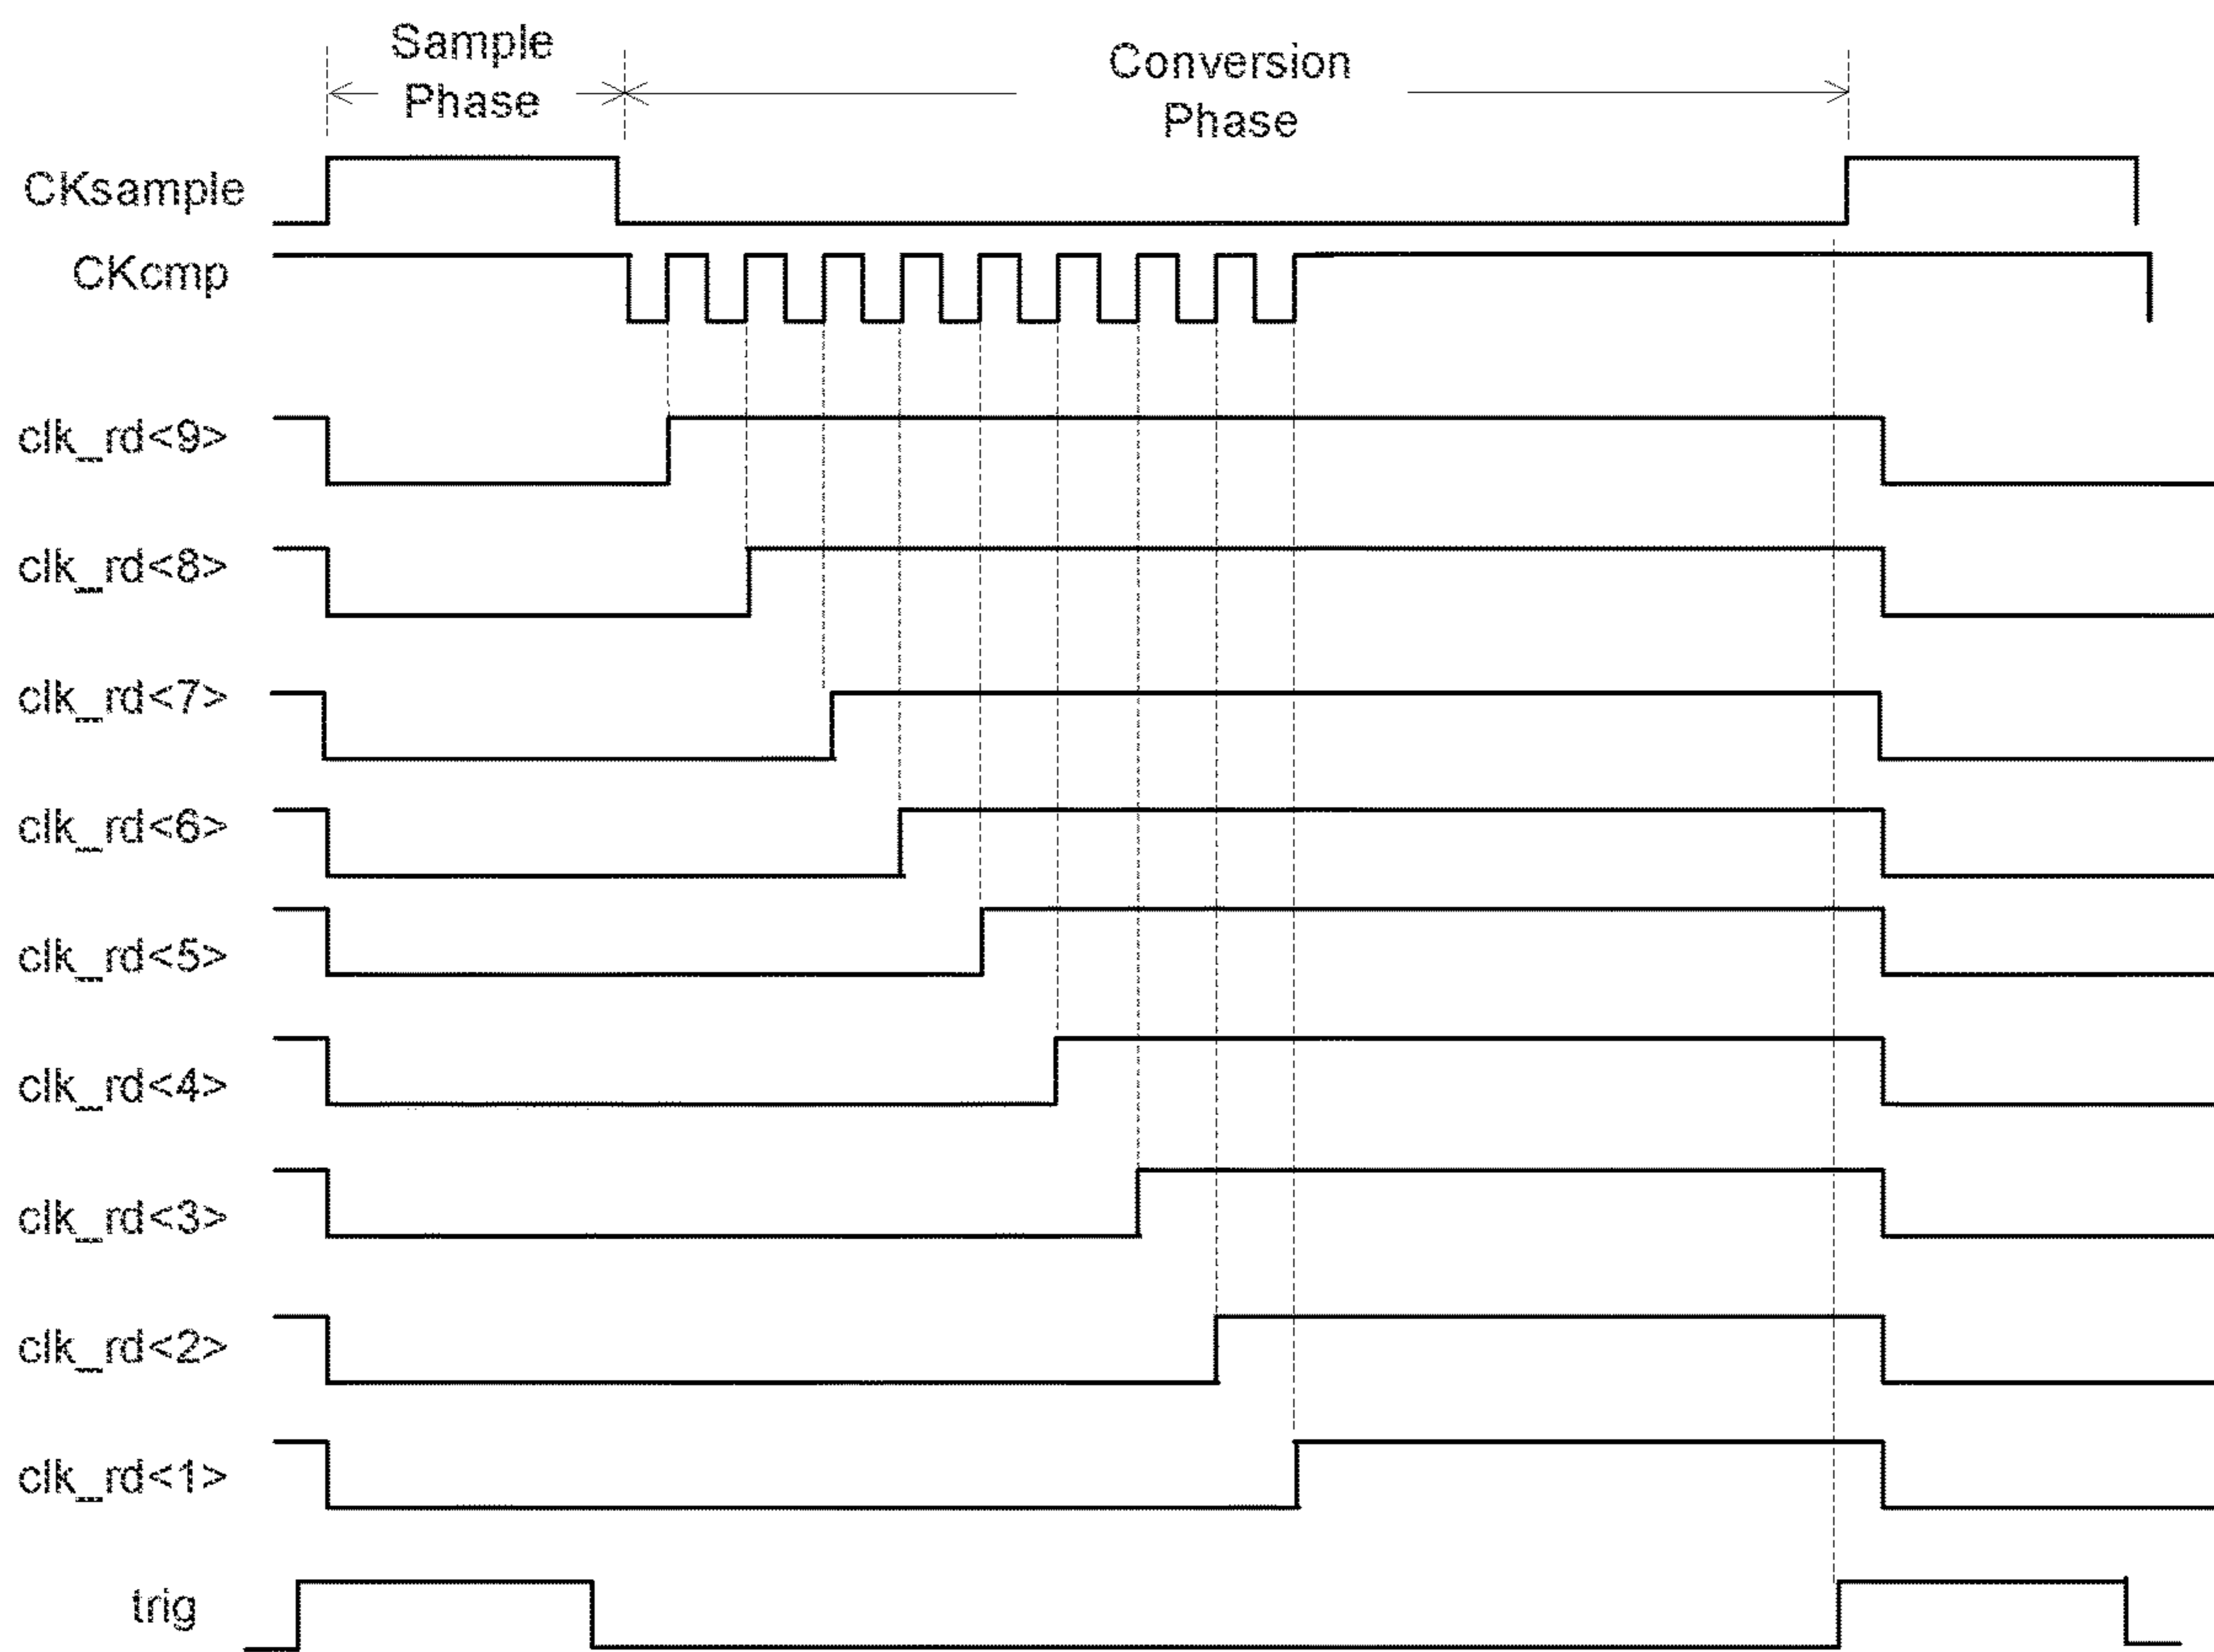 Sample
Phase
Conversion
Phase
CKsample
CKcmp
clk_rd<9>
clk_rd<8>
clk_rd<7>
clk_rd<6>
clk_rd<5>
clk_rd<4>
clk_rd<3>
clk_rd<2>
clk_rd<1>
trig